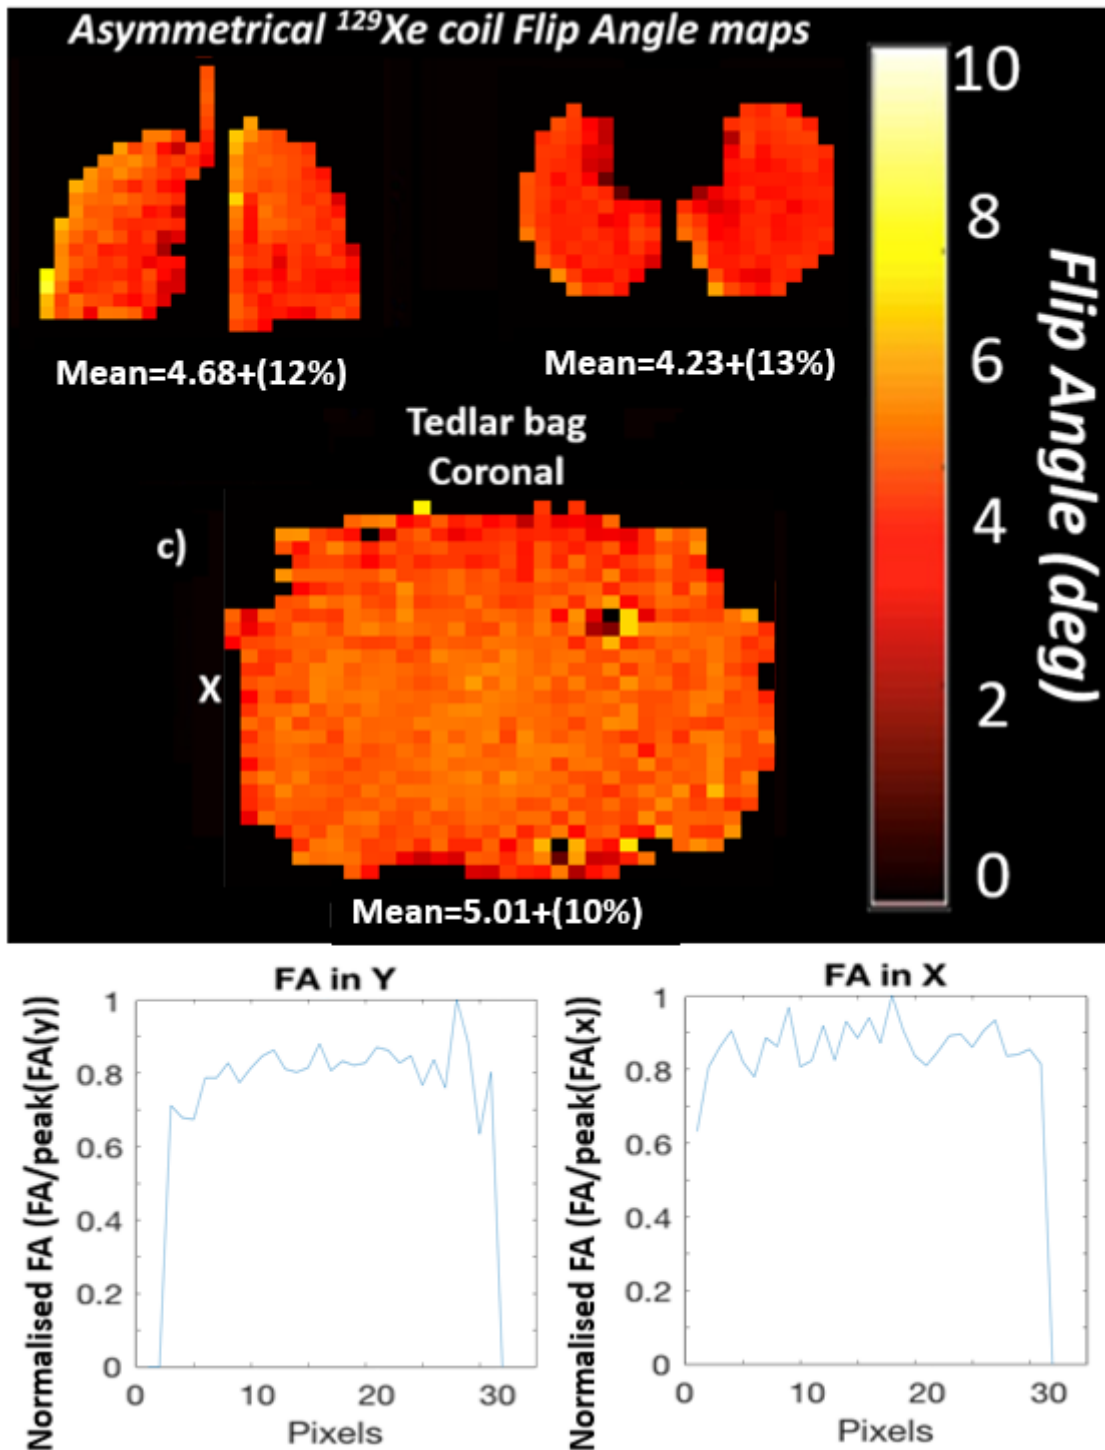 Asymmetrical ¹²⁹Xe coil Flip Angle maps
10
8
6
4
2
0
Flip Angle (deg)
Mean=4.68+(12%)
Mean=4.23+(13%)
Tedlar bag
Coronal
c)
X
Mean=5.01+(10%)
FA in Y
Normalised FA (FA/peak(FA(y))
1
0.8
0.6
0.4
0.2
0
0 10 20 30
Pixels
FA in X
Normalised FA (FA/peak(FA(x))
1
0.8
0.6
0.4
0.2
0
0 10 20 30
Pixels